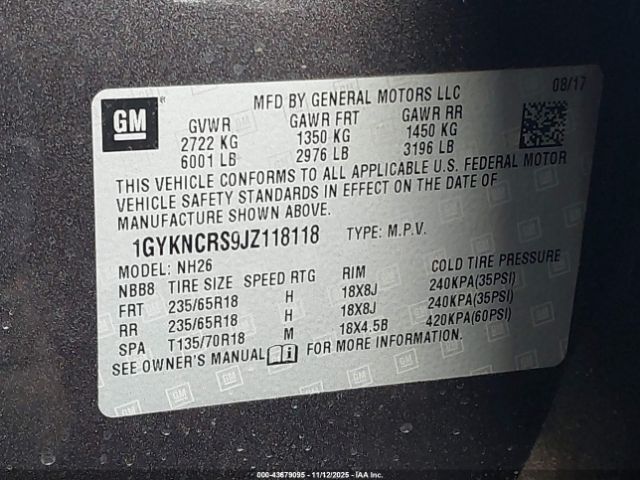 GM
MFD BY GENERAL MOTORS LLC
08/17
GVWR GAWR FRT GAWR RR
2722 KG 1350 KG 1450 KG
6001 LB 2976 LB 3196 LB
THIS VEHICLE CONFORMS TO ALL APPLICABLE U.S. FEDERAL MOTOR
VEHICLE SAFETY STANDARDS IN EFFECT ON THE DATE OF
MANUFACTURE SHOWN ABOVE.
1GYKNCRS9JZ118118 TYPE: M.P.V.
MODEL: NH26
NBB8 TIRE SIZE SPEED RTG RIM COLD TIRE PRESSURE
FRT 235/65R18 H 18X8J 240KPA(35PSI)
RR 235/65R18 H 18X8J 240KPA(35PSI)
SPA T135/70R18 M 18X4.5B 420KPA(60PSI)
SEE OWNER'S MANUAL FOR MORE INFORMATION.
000-43679095 - 11/12/2025 - IAA Inc.